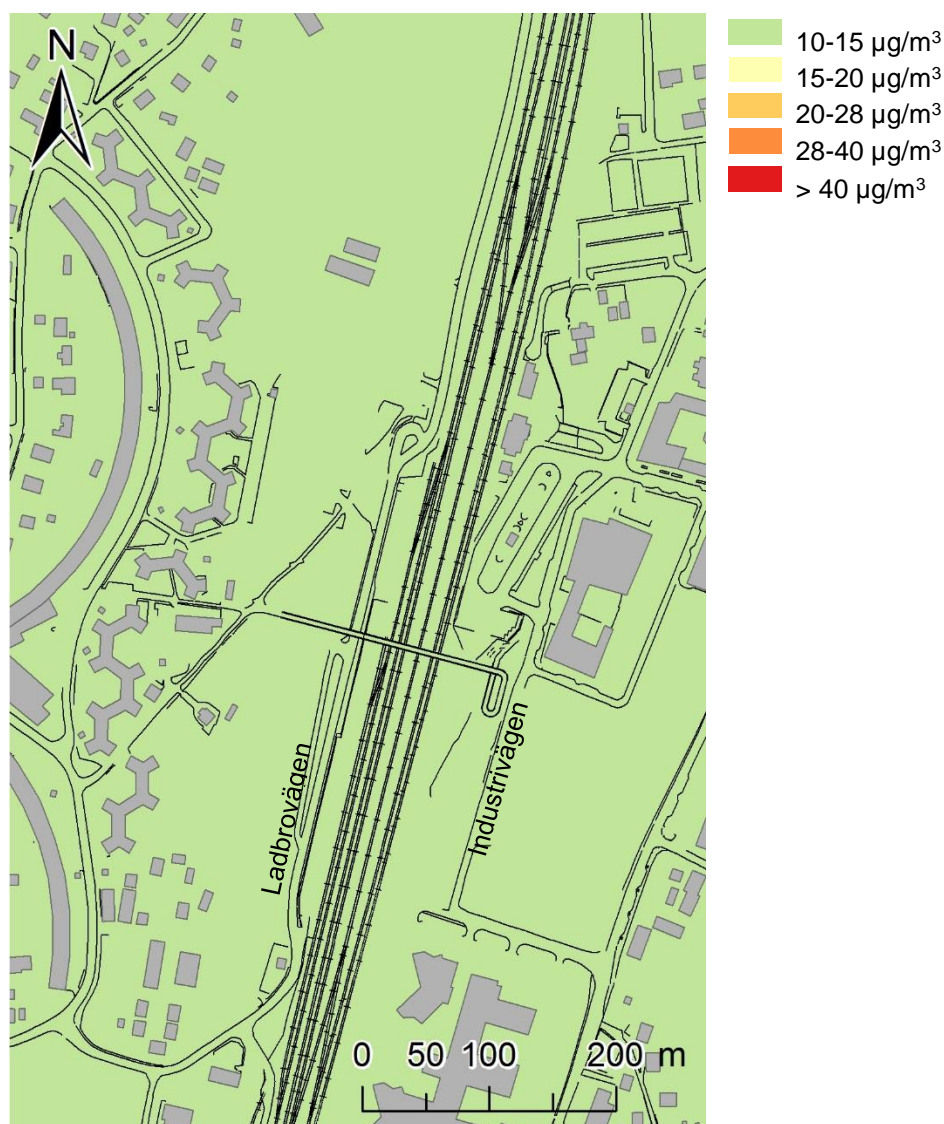 N
10-15 µg/m³
15-20 µg/m³
20-28 µg/m³
28-40 µg/m³
> 40 µg/m³
Ladbrovägen
Industrivägen
0 50 100 200 m